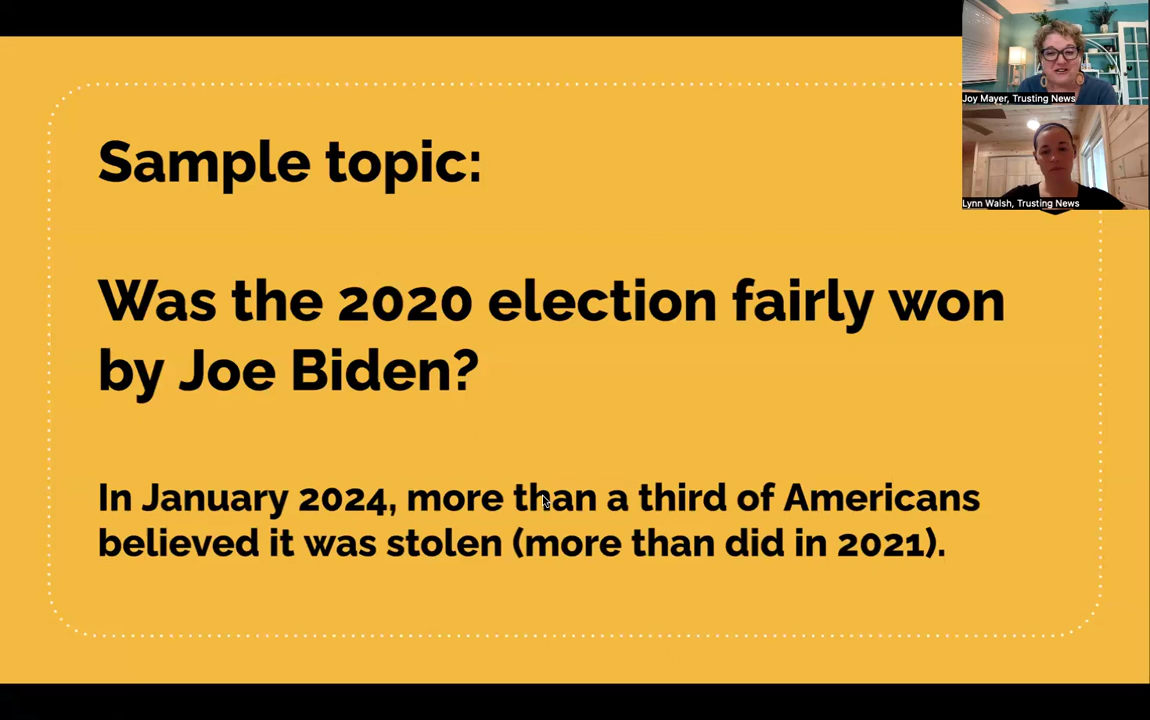 Sample topic:
Was the 2020 election fairly won
by Joe Biden?
In January 2024, more than a third of Americans
believed it was stolen (more than did in 2021).
Joy Mayer, Trusting News
Lynn Walsh, Trusting News